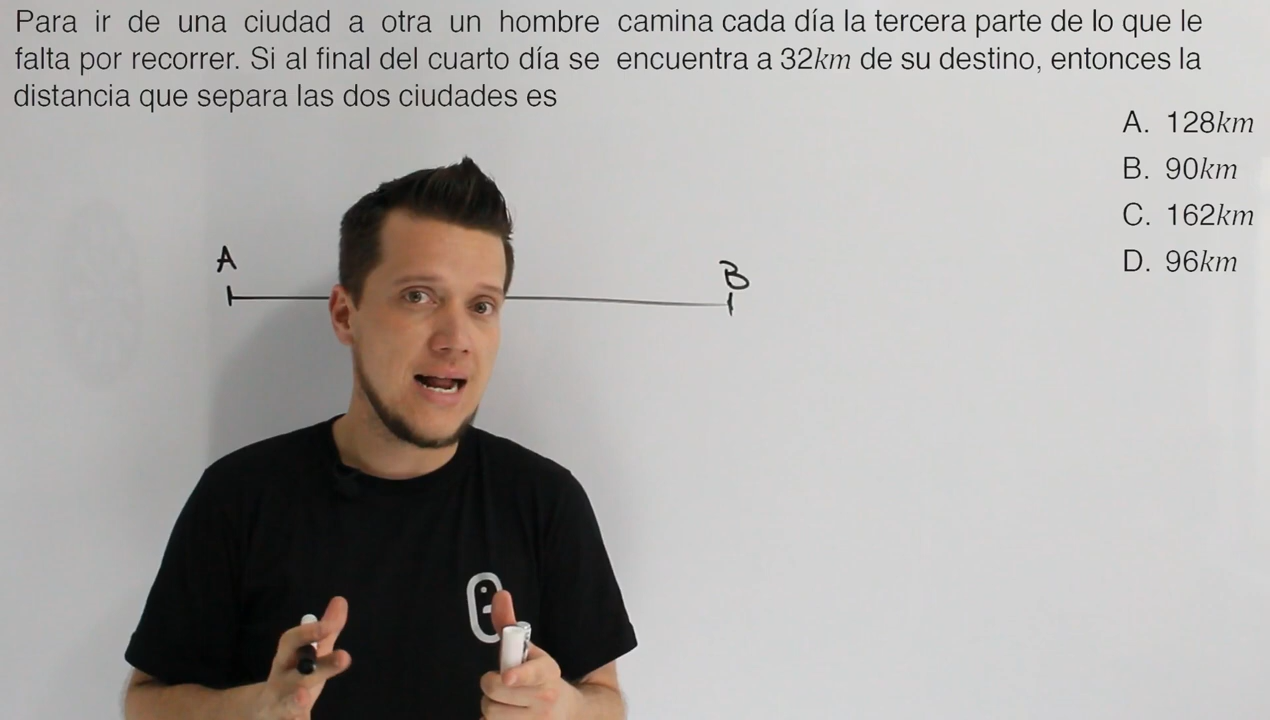 Para ir de una ciudad a otra un hombre camina cada día la tercera parte de lo que le
falta por recorrer. Si al final del cuarto día se encuentra a 32km de su destino, entonces la
distancia que separa las dos ciudades es
A. 128km
B. 90km
C. 162km
D. 96km
A
B